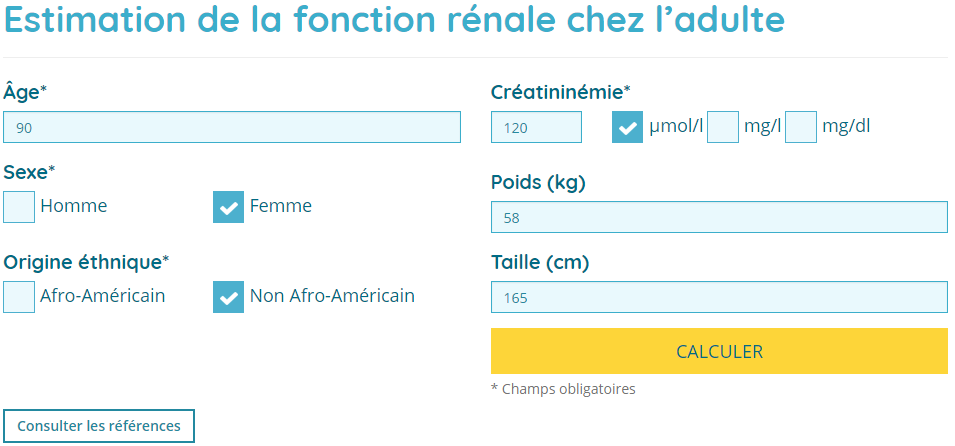 Estimation de la fonction rénale chez l’adulte
Âge*
90
Sexe*
Homme
Femme
Origine éthnique*
Afro-Américain
Non Afro-Américain
Créatininémie*
120
µmol/l
mg/l
mg/dl
Poids (kg)
58
Taille (cm)
165
CALCULER
* Champs obligatoires
Consulter les références